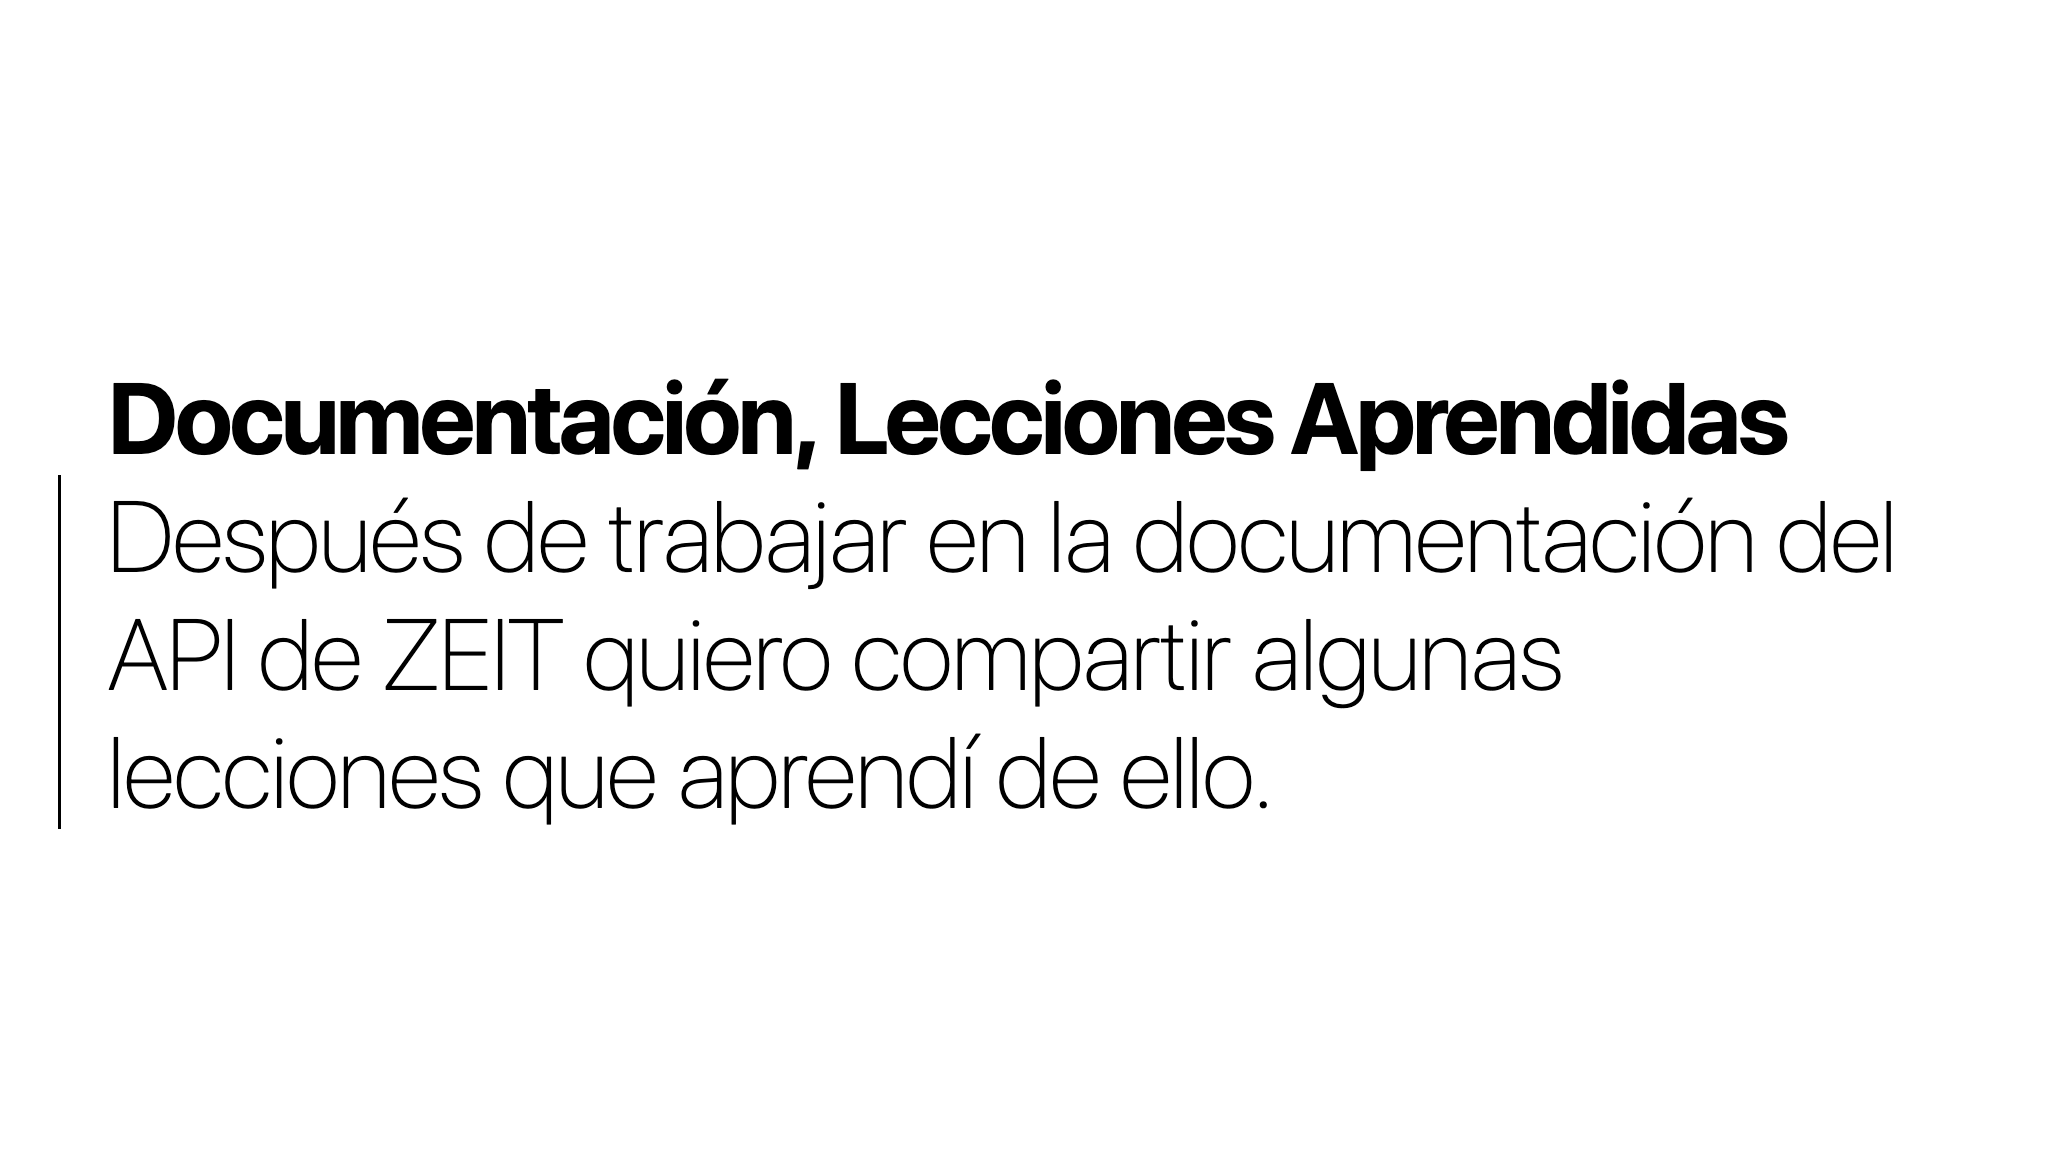 Documentación, Lecciones Aprendidas
Después de trabajar en la documentación del
API de ZEIT quiero compartir algunas
lecciones que aprendí de ello.